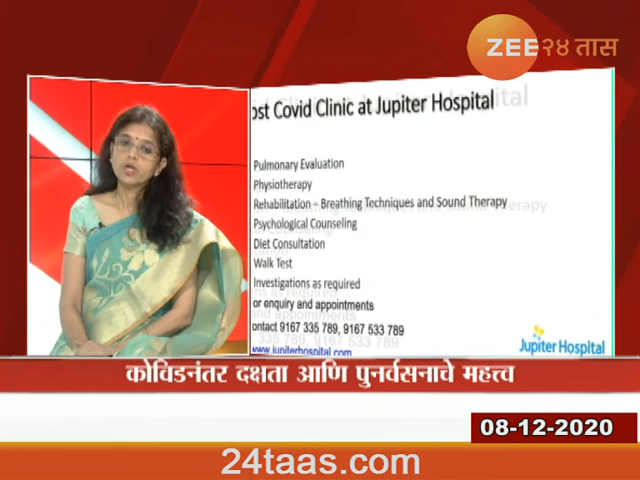 ZEE२४ तास
ost Covid Clinic at Jupiter Hospital
Pulmonary Evaluation
Physiotherapy
Rehabilitation – Breathing Techniques and Sound Therapy
Psychological Counseling
Diet Consultation
Walk Test
Investigations as required
or enquiry and appointments
ontact 9167 335 789, 9167 533 789
www.jupiterhospital.com
Jupiter Hospital
कोविडनंतर दक्षता आणि पुनर्वसनाचे महत्त्व
08-12-2020
24taas.com